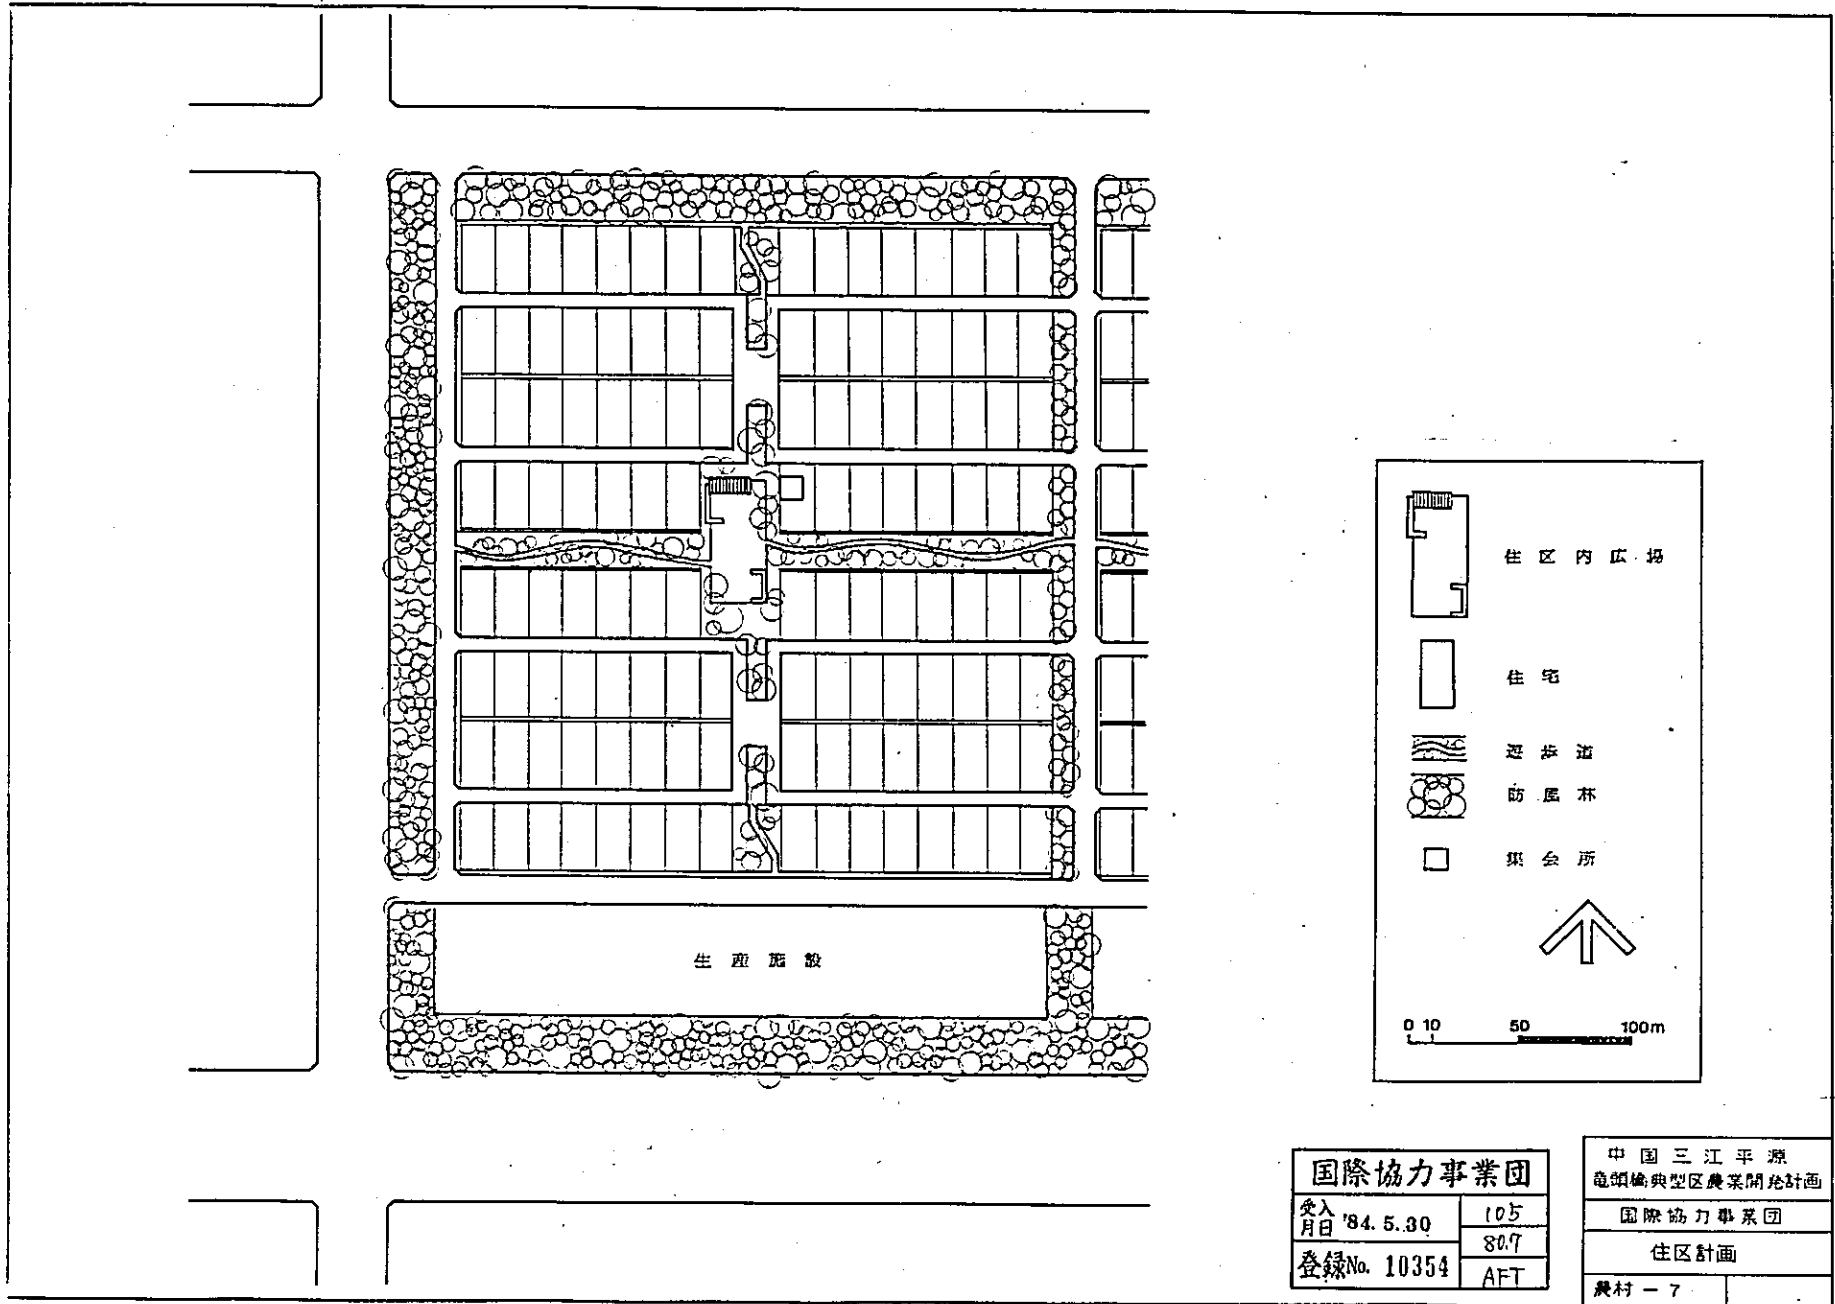 生産施設
住区内広場
住宅
遊歩道
防風林
集会所
0 10 50 100m
国際協力事業団
受入月日 '84.5.30
105
80.7
登録No. 10354
AFT
中国三江平源
竜頭橋典型区農業開発計画
国際協力事業団
住区計画
農村-7